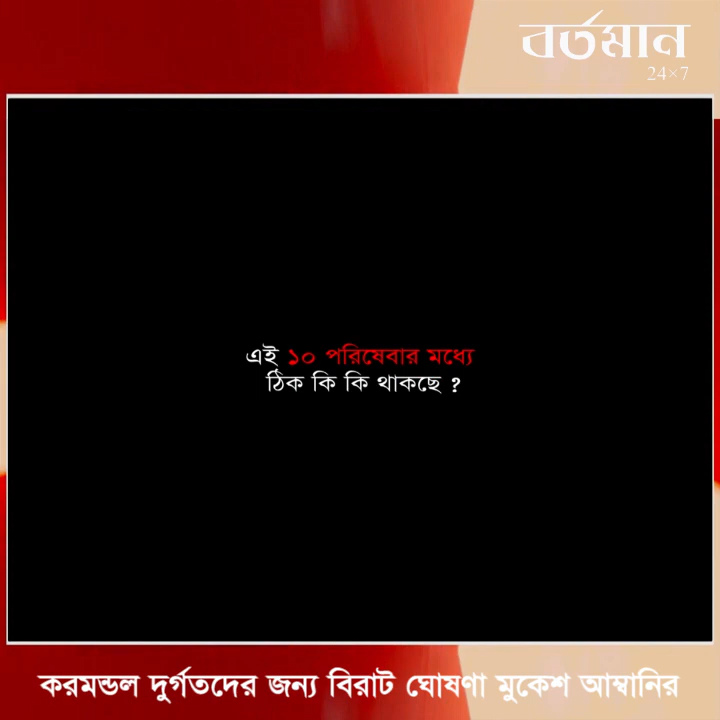 বর্তমান
24×7
এই ১০ পরিষেবার মধ্যে
ঠিক কি কি থাকছে ?
করমন্ডল দুর্গতদের জন্য বিরাট ঘোষণা মুকেশ আম্বানির